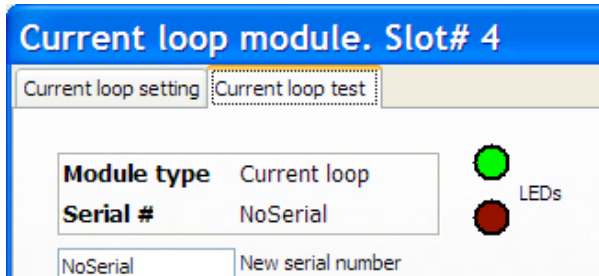 Current loop module. Slot# 4
Current loop setting Current loop test
Module type Current loop
LEDs
Serial # NoSerial
NoSerial New serial number